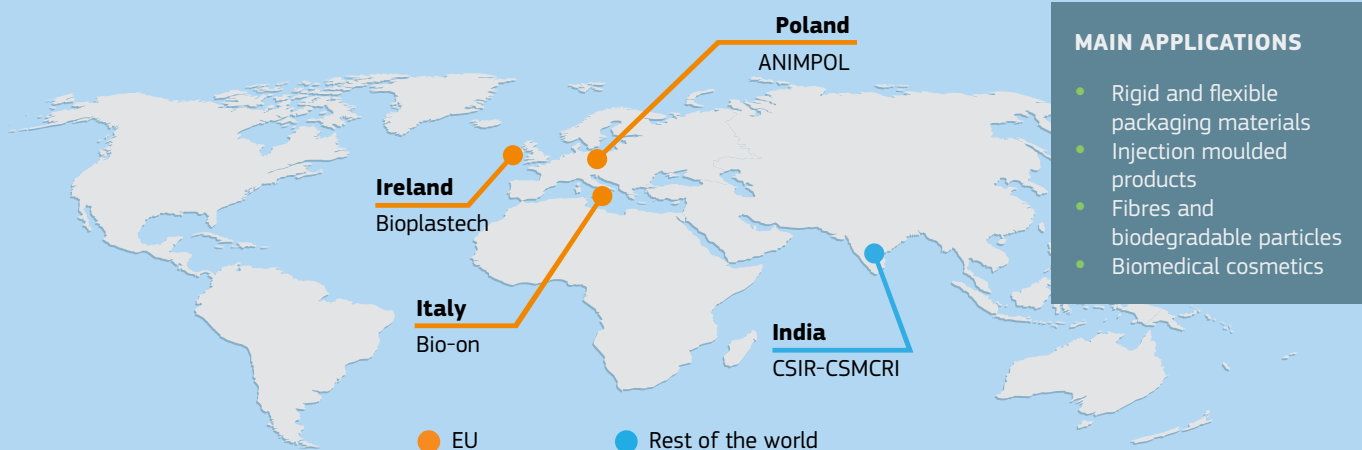 Poland
ANIMPOL
MAIN APPLICATIONS
• Rigid and flexible
packaging materials
• Injection moulded
products
• Fibres and
biodegradable particles
• Biomedical cosmetics
Ireland
Bioplastech
Italy
Bio-on
India
CSIR-CSMCRI
EU
Rest of the world